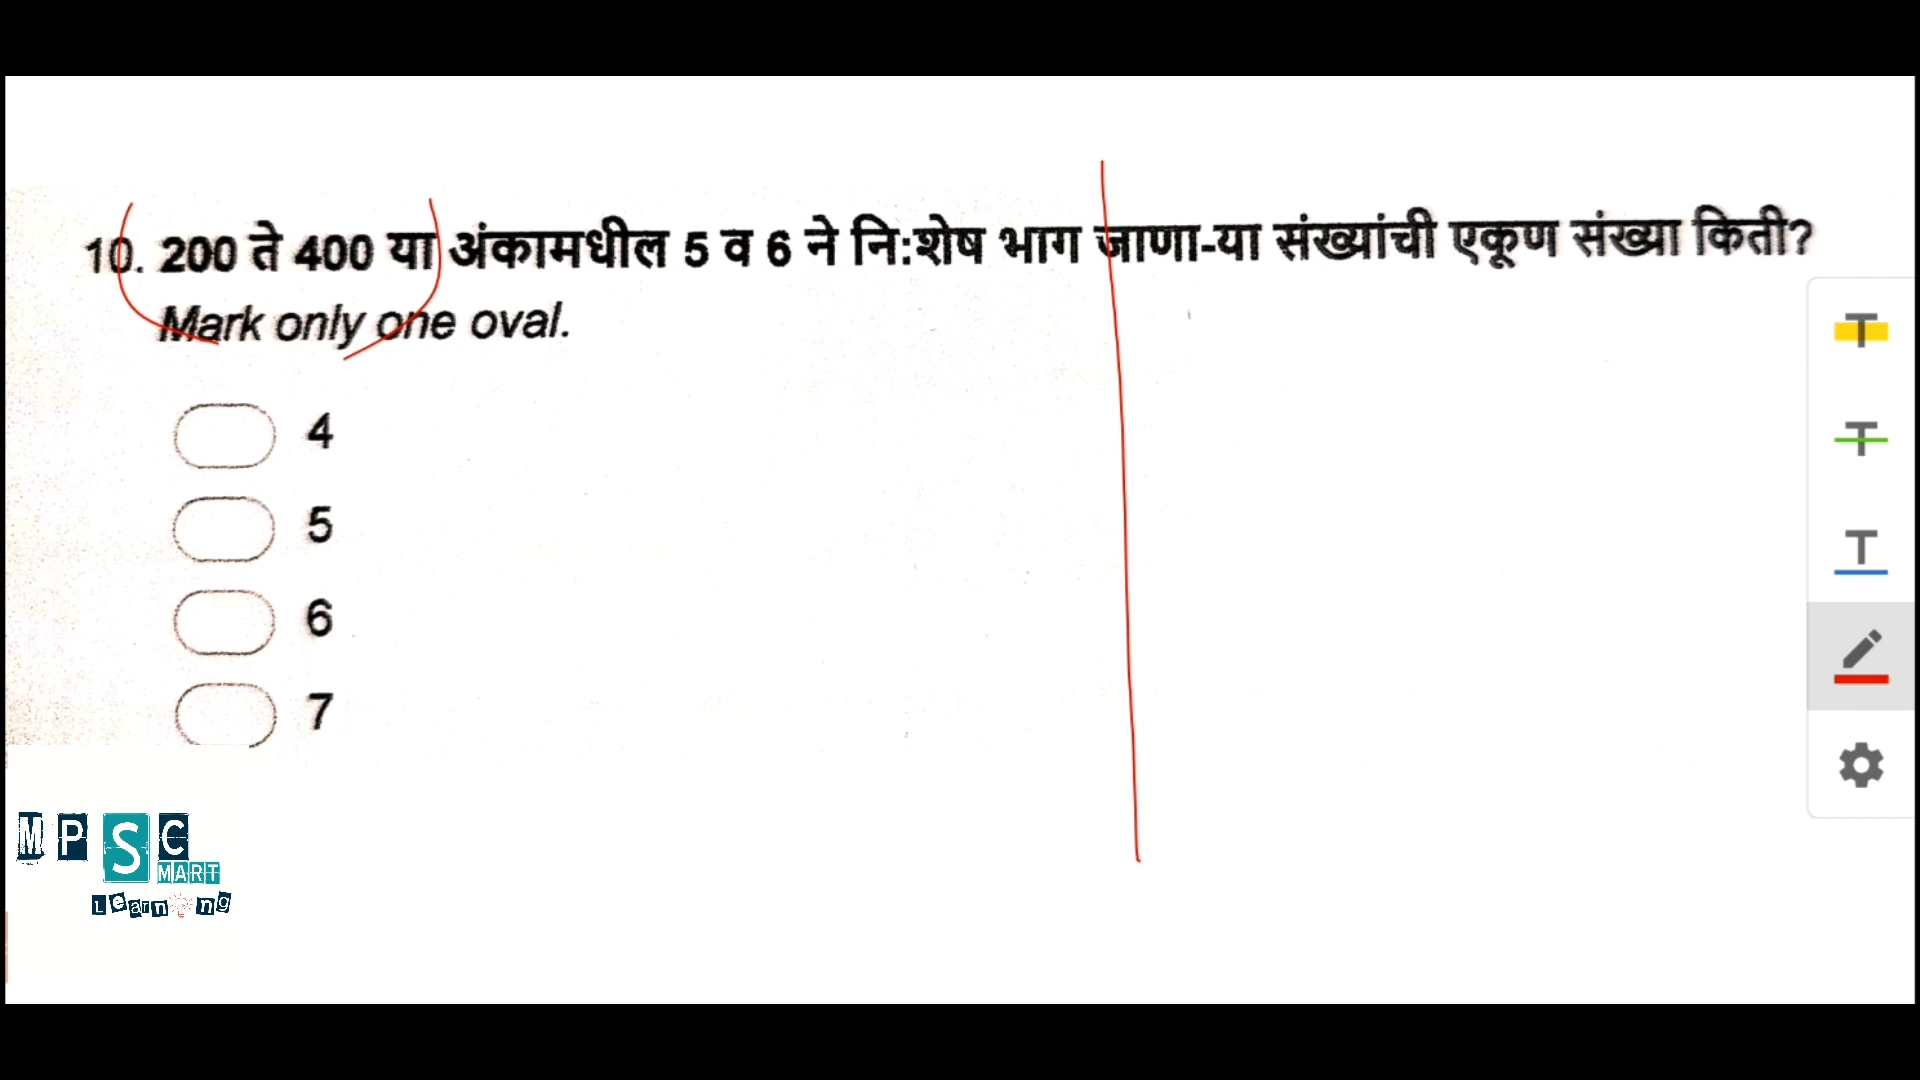 10. 200 ते 400 या अंकामधील 5 व 6 ने नि:शेष भाग जाणा-या संख्यांची एकूण संख्या किती?
Mark only one oval.
4
5
6
7
MPSC
MART
Learning